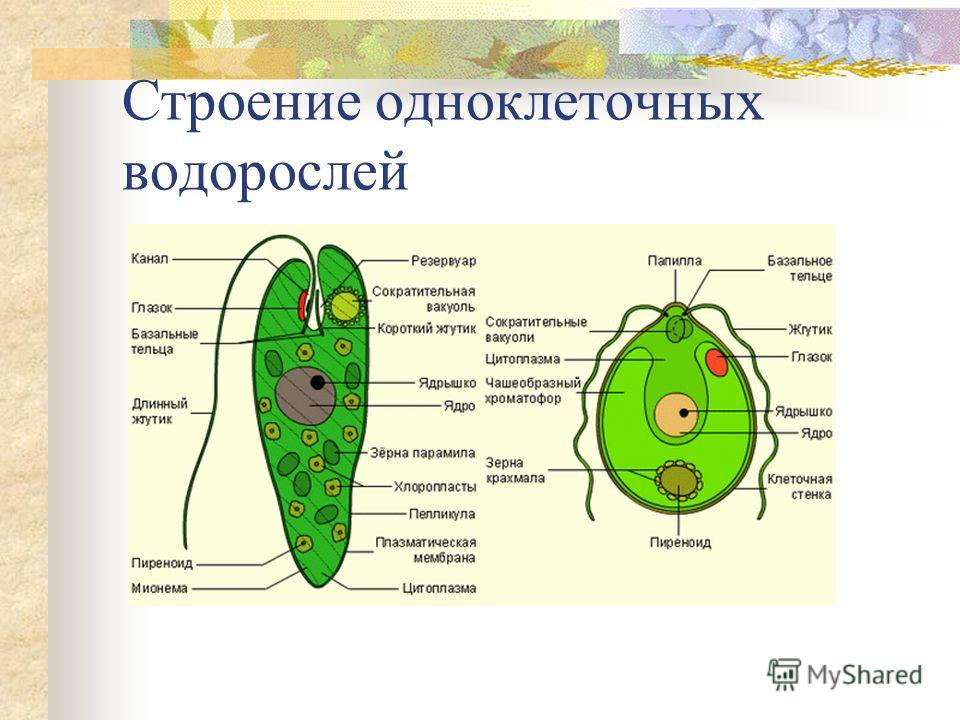 Строение одноклеточных
водорослей
Канал
Глазок
Базальные
тельца
Длинный
жгутик
Пиреноид
Мионема
Резервуар
Сократительная
вакуоль
Короткий жгутик
Ядрышко
Ядро
Зёрна парамила
Хлоропласты
Пелликула
Плазматическая
мембрана
Цитоплазма
Папилла
Базальное
тельце
Сократительные
вакуоли
Цитоплазма
Чашеобразный
хроматофор
Зерна
крахмала
Жгутик
Глазок
Ядрышко
Ядро
Клеточная
стенка
Пиреноид
MyShared